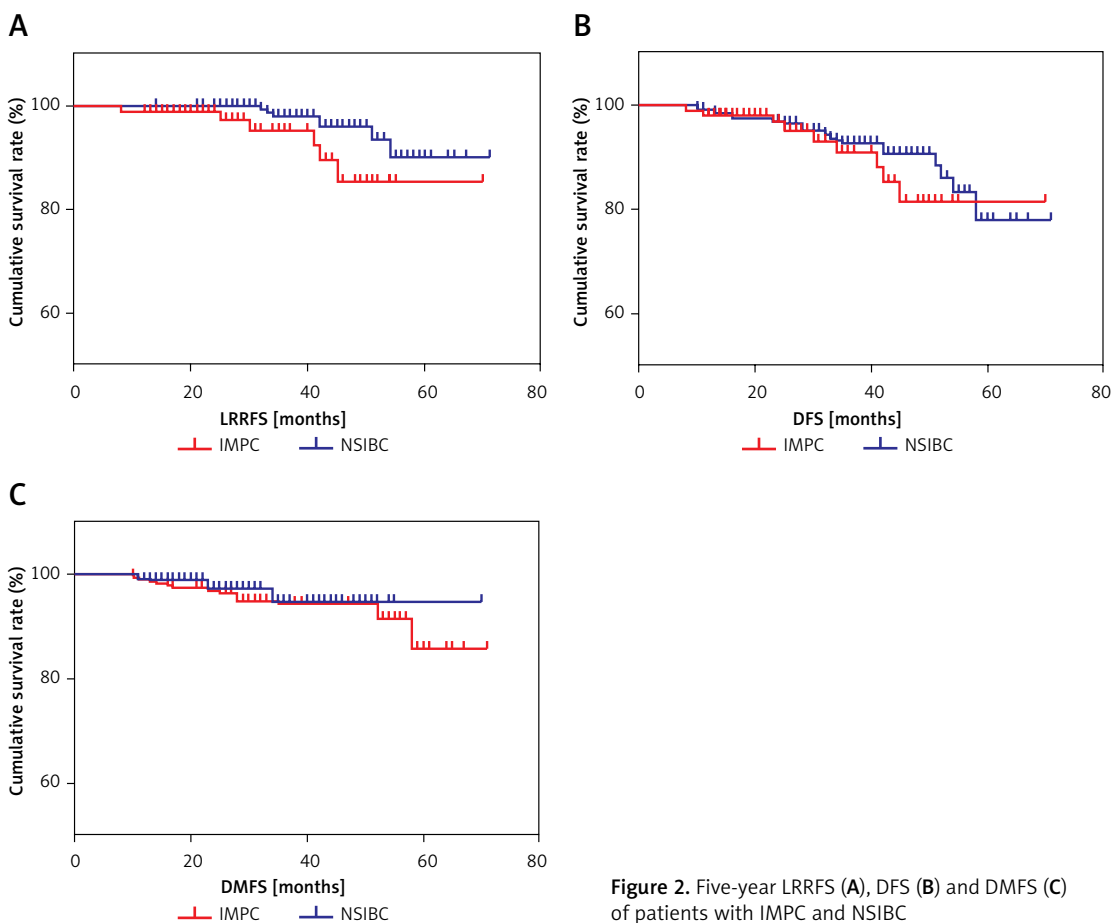 A
Cumulative survival rate (%)
100
80
60
0 20 40 60 80
LRRFS [months]
IMPC NSIBC
B
Cumulative survival rate (%)
100
80
60
0 20 40 60 80
DFS [months]
IMPC NSIBC
C
Cumulative survival rate (%)
100
80
60
0 20 40 60 80
DMFS [months]
IMPC NSIBC
Figure 2. Five-year LRRFS (A), DFS (B) and DMFS (C)
of patients with IMPC and NSIBC